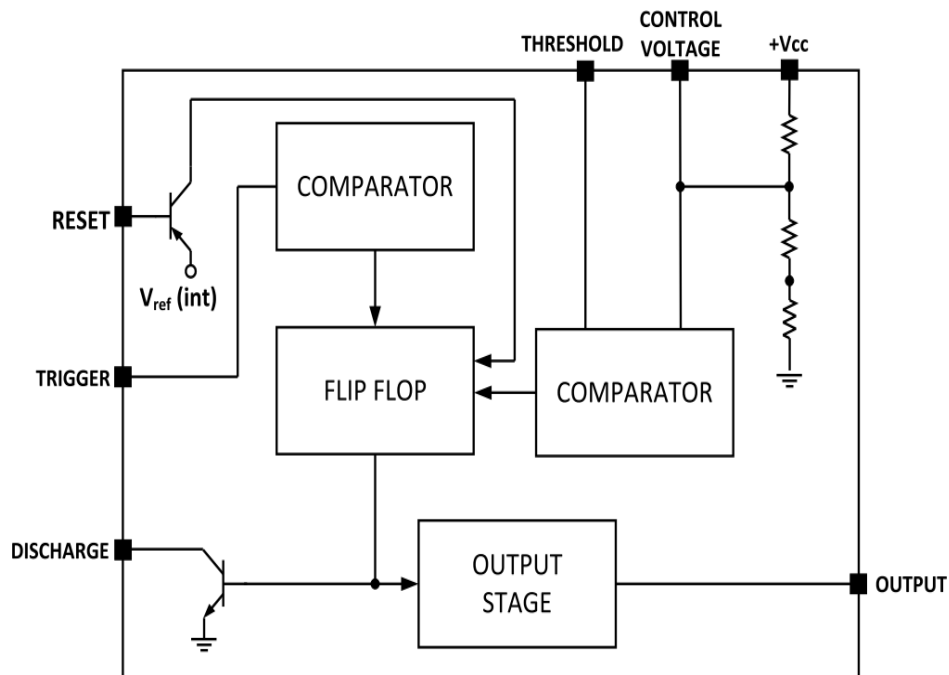 THRESHOLD
CONTROL
VOLTAGE
+Vcc
COMPARATOR
RESET
Vref (int)
TRIGGER
FLIP FLOP
COMPARATOR
DISCHARGE
OUTPUT
STAGE
OUTPUT